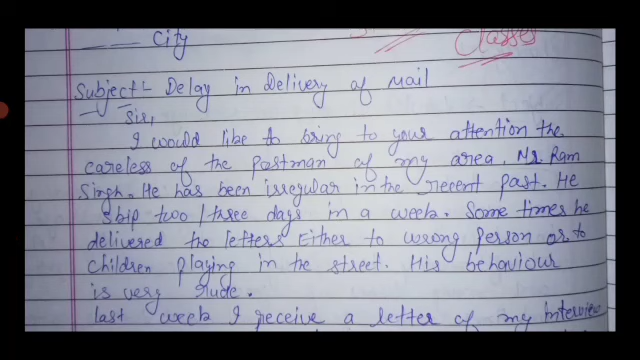 City
Classes
Subject:- Delay in Delivery of Mail
Sir,
I would like to bring to your attention the
careless of the postman of my area, Mr. Ram
Singh. He has been irregular in the recent past. He
skip two/three days in a week. Some times he
delivered the letters Either to wrong person or to
children playing in the street. His behaviour
is very rude.
last week I receive a letter of my Interview